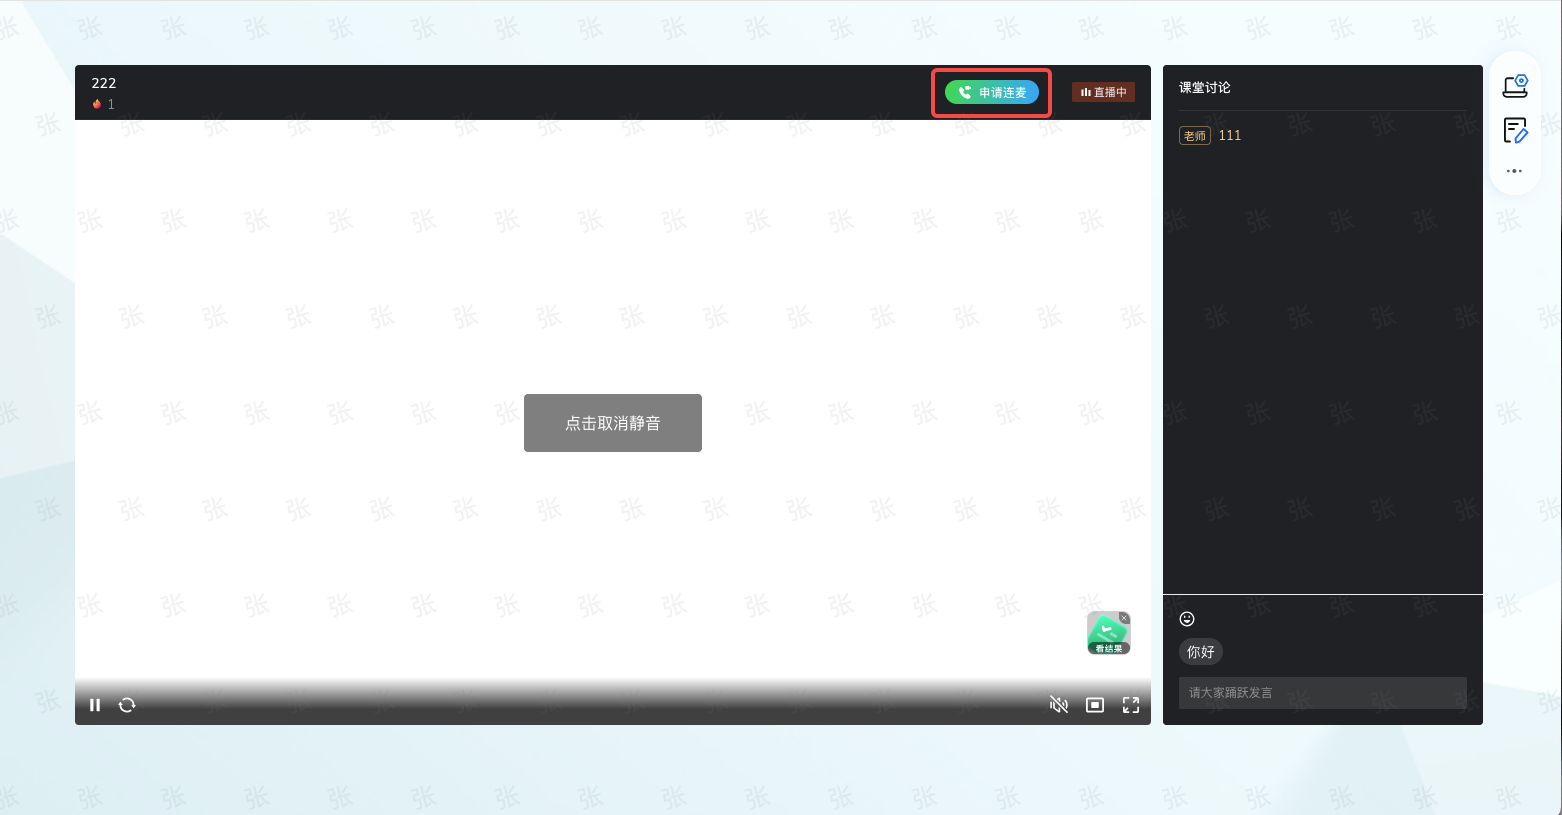 222
1
申请连麦
直播中
点击取消静音
看结果
课堂讨论
老师 111
你好
请大家踊跃发言
张